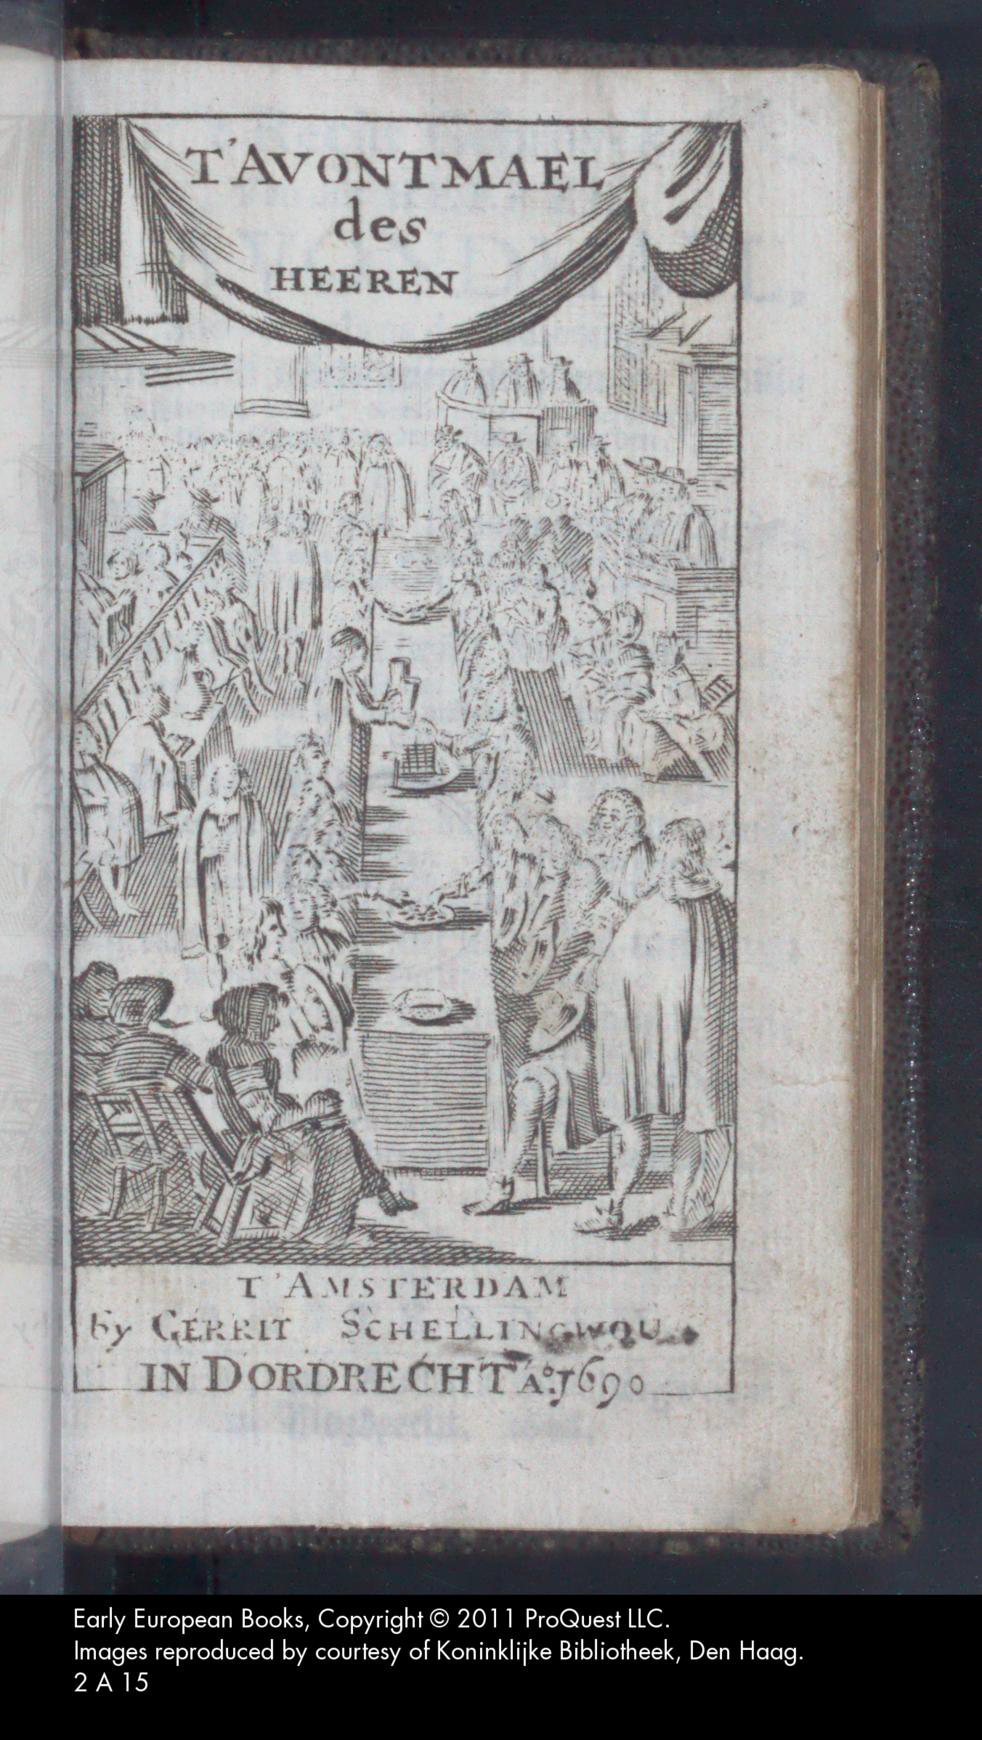 T'AVONTMAEL
des
HEEREN
T'AMSTERDAM
by GERRIT SCHELLINGWOU
IN DORDRECHT Aº. 1690
Early European Books, Copyright © 2011 ProQuest LLC.
Images reproduced by courtesy of Koninklijke Bibliotheek, Den Haag.
2 A 15